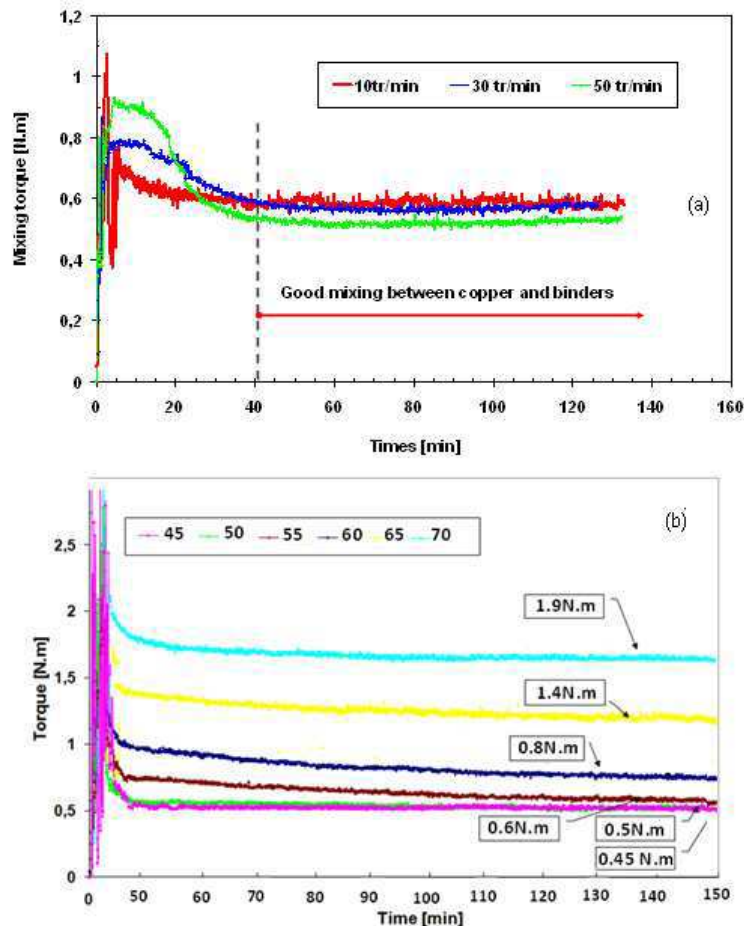 1,2
1
0,8
0,6
0,4
0,2
0
Mixing torque [N.m]
10tr/min 30 tr/min 50 tr/min
(a)
Good mixing between copper and binders
0 20 40 60 80 100 120 140 160
Times [min]
(b)
45 50 55 60 65 70
2,5
2
1,5
1
0,5
0
Torque [N.m]
1.9N.m
1.4N.m
0.8N.m
0.6N.m
0.5N.m
0.45 N.m
0 50 60 70 80 90 100 110 120 130 140 150
Time [min]